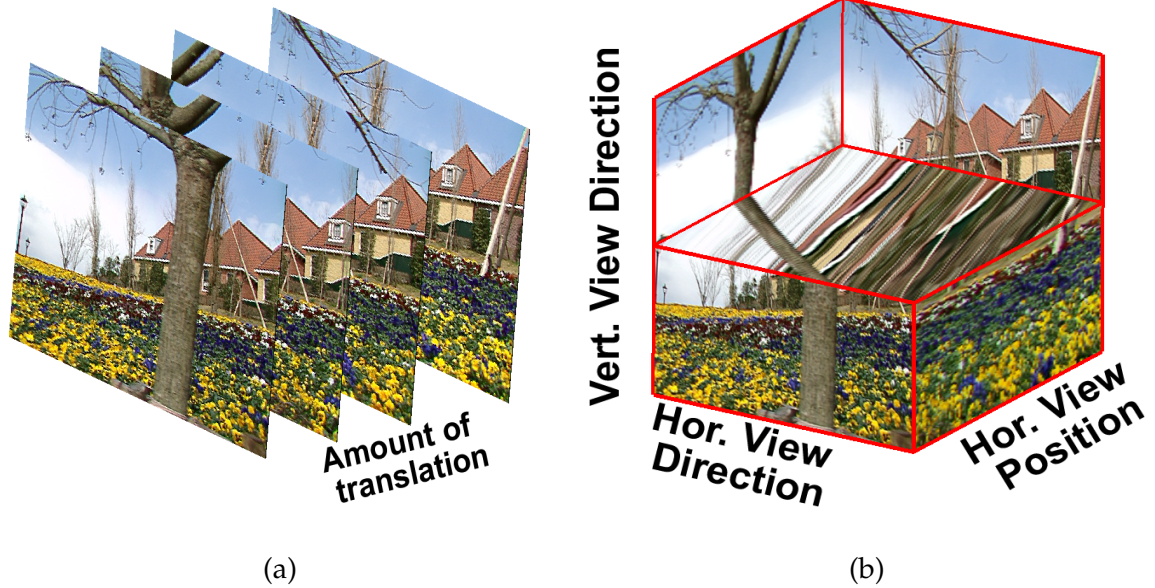 Amount of
translation
Vert. View Direction
Hor. View
Direction
Hor. View
Position
(a)
(b)